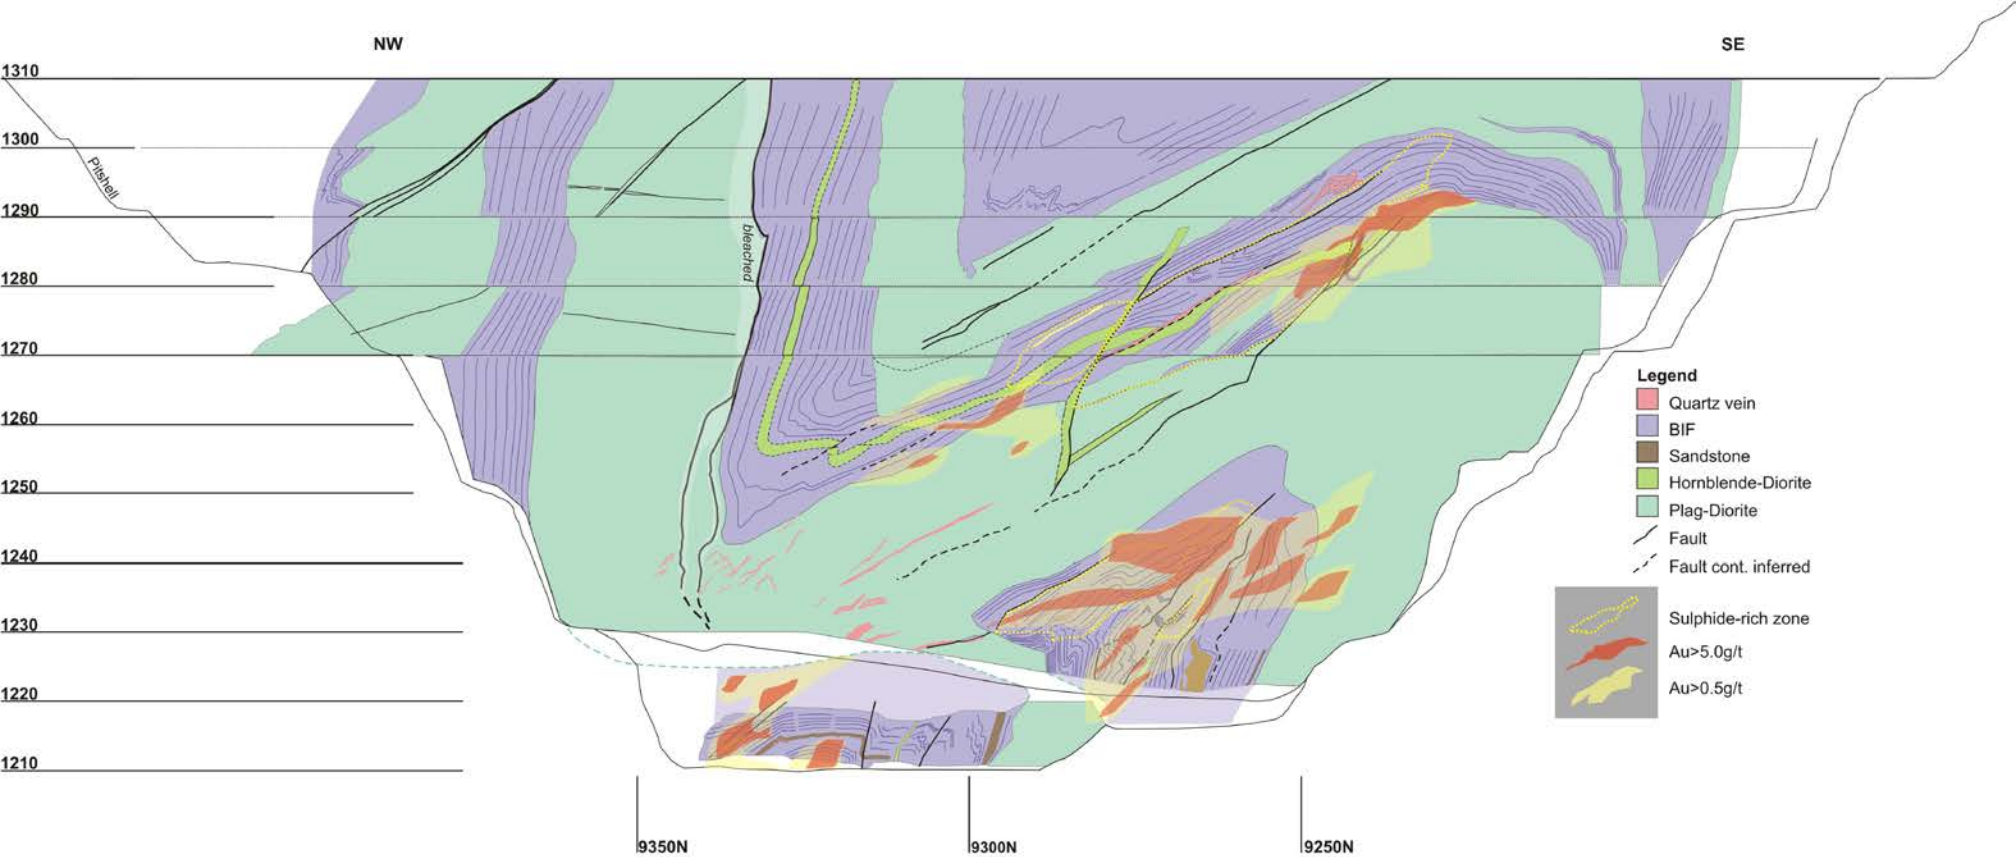 NW
SE
1310
1300
Pitshell
1290
bleached
1280
1270
1260
1250
1240
1230
1220
1210
Legend
Quartz vein
BIF
Sandstone
Hornblende-Diorite
Plag-Diorite
Fault
Fault cont. inferred
Sulphide-rich zone
Au>5.0g/t
Au>0.5g/t
9350N
9300N
9250N